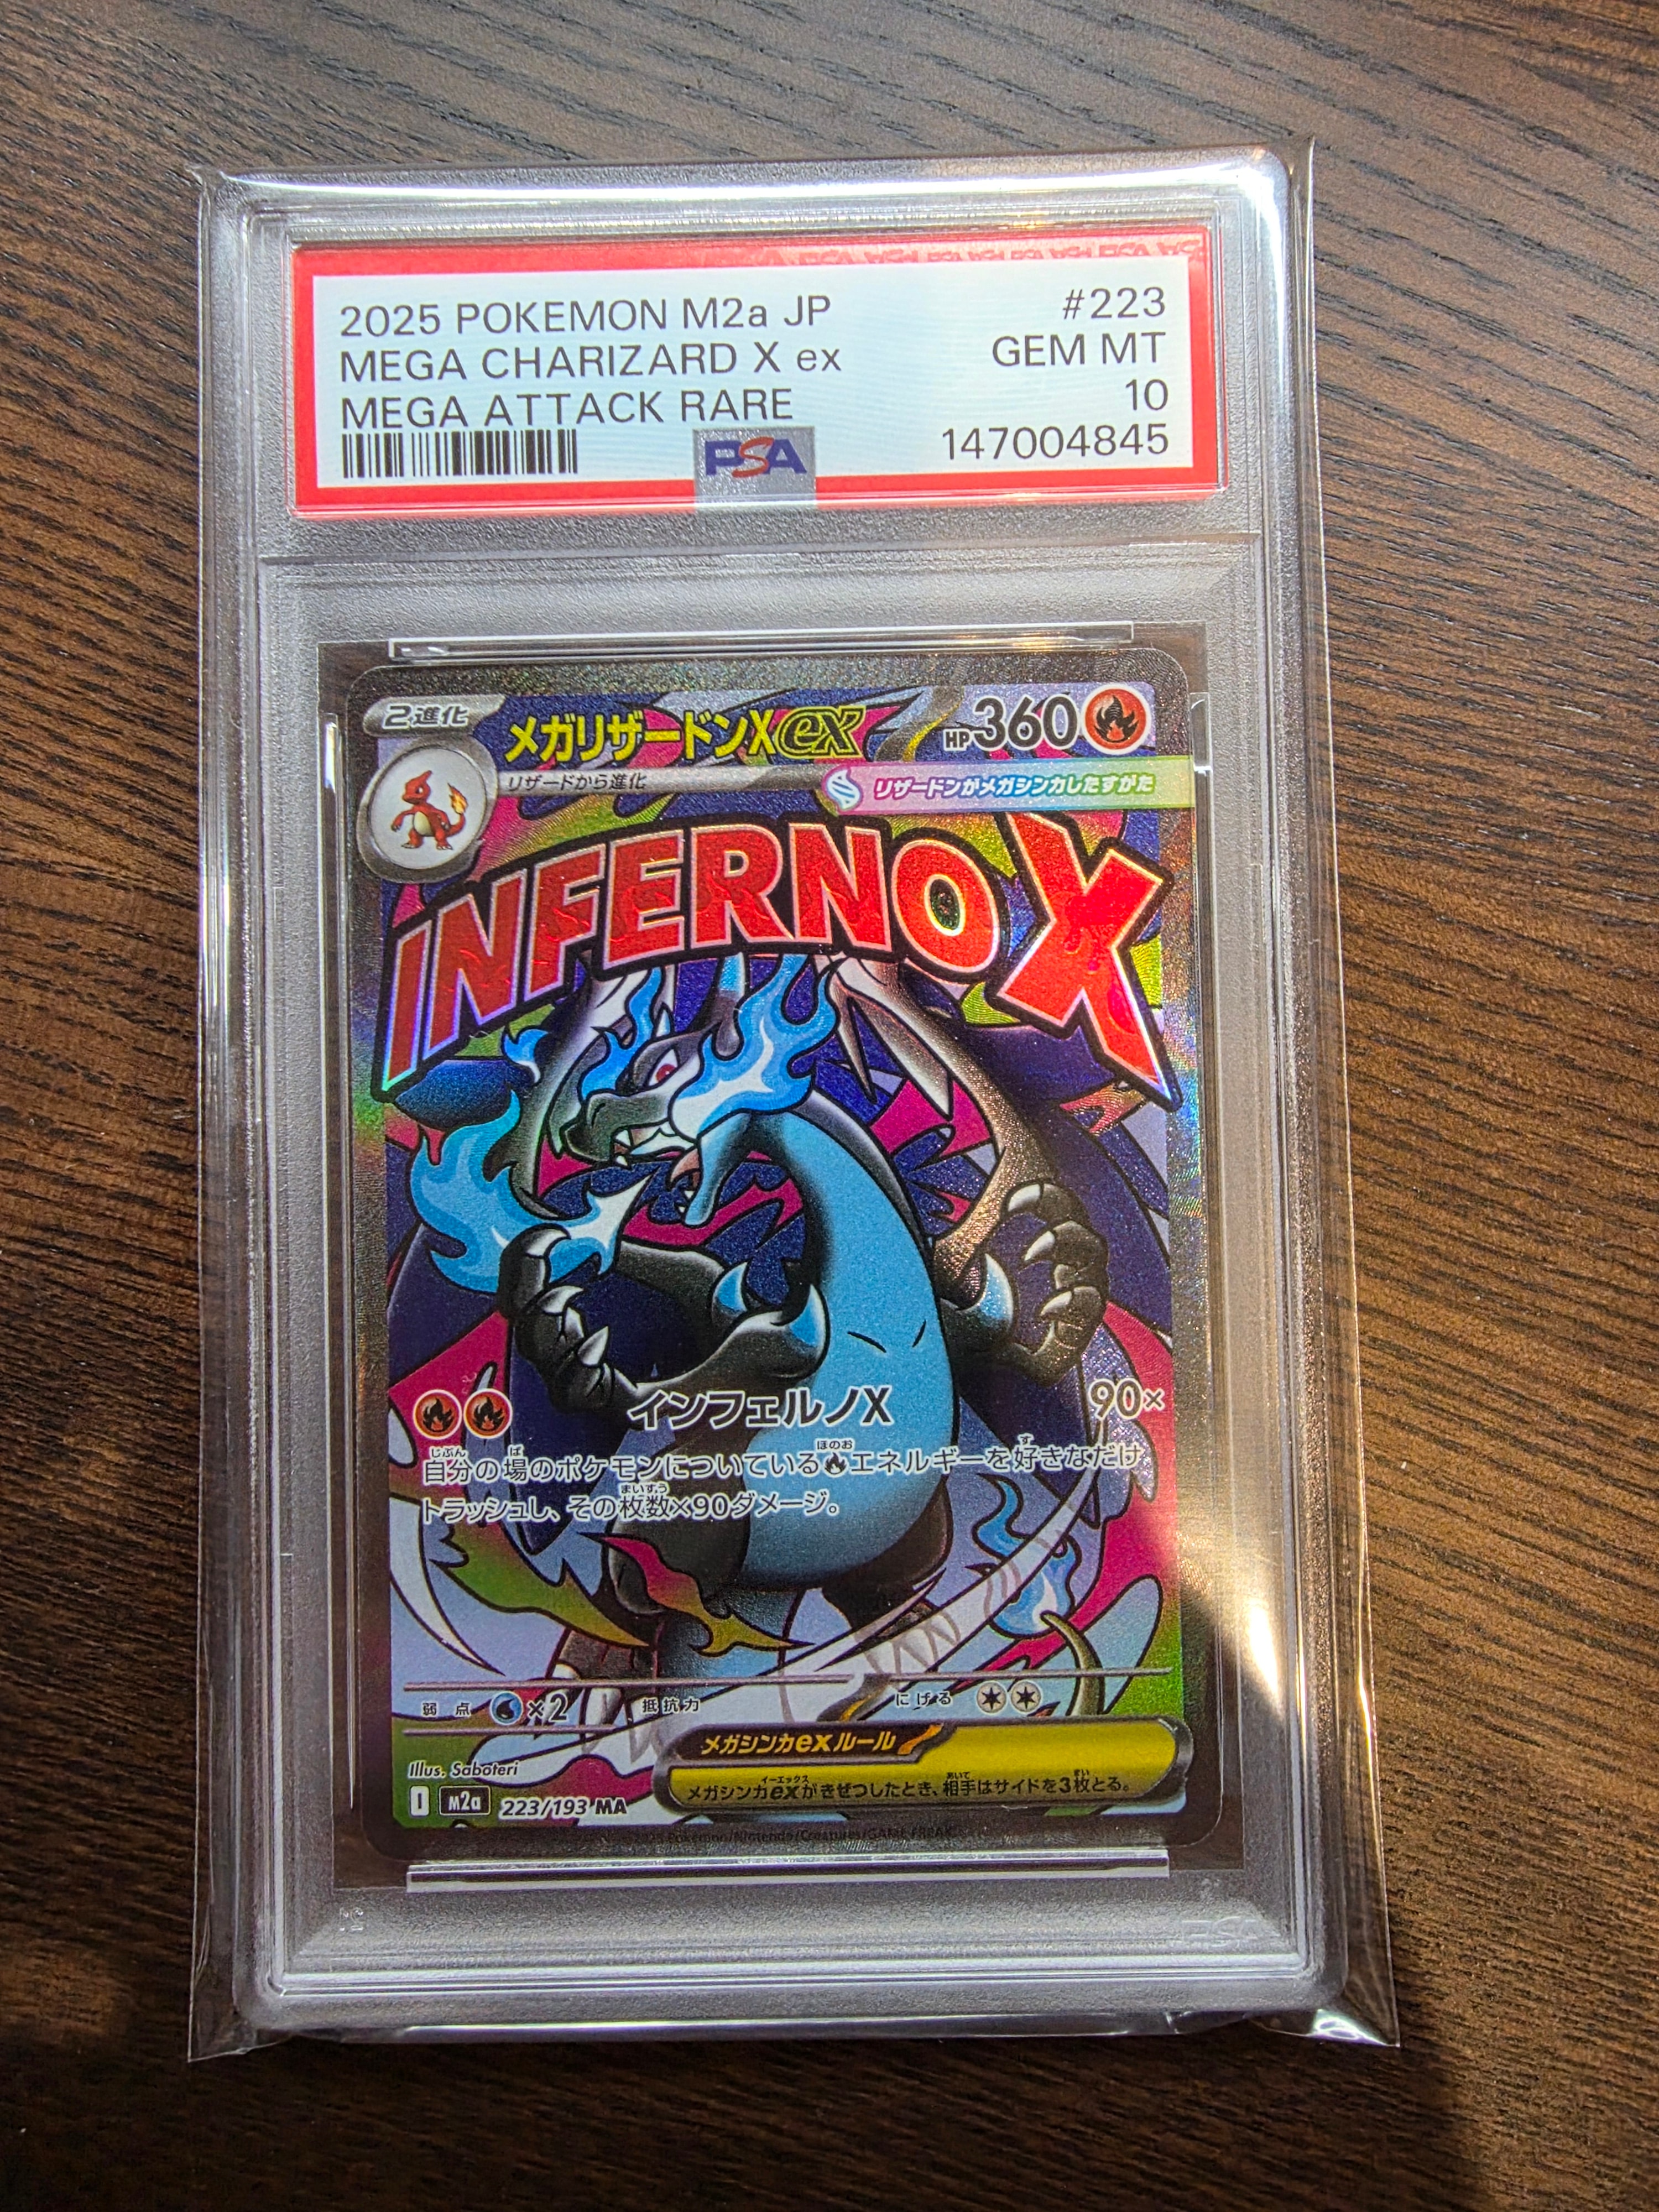 2025 POKEMON M2a JP #223
MEGA CHARIZARD X ex GEM MT
MEGA ATTACK RARE 10
PSA 147004845
2進化 メガリザードンXex HP360
リザードから進化 リザードンがメガシンカしたすがた
INFERNO X
インフェルノX 90×
自分の場のポケモンについているエネルギーを好きなだけ
トラッシュし、その枚数×90ダメージ。
弱点 ×2 抵抗力 にげる
メガシンカexルール
メガシンカexがきぜつしたとき、相手はサイドを3枚とる。
Illus. Saboteri
I M2a 223/193 MA
©2025 Pokémon/Nintendo/Creatures/GAME FREAK